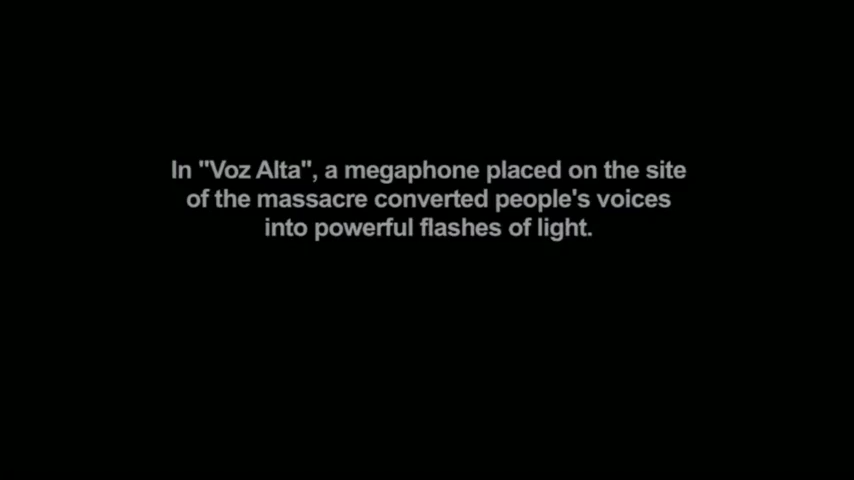 In "Voz Alta", a megaphone placed on the site
of the massacre converted people's voices
into powerful flashes of light.